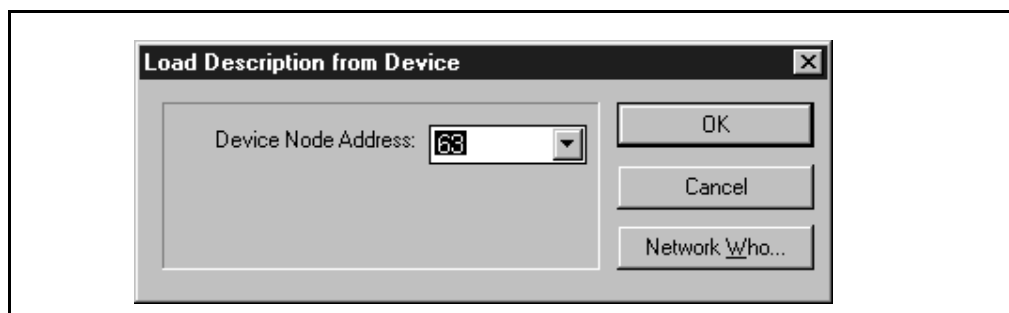 Load Description from Device
Device Node Address: 63
OK
Cancel
Network Who...